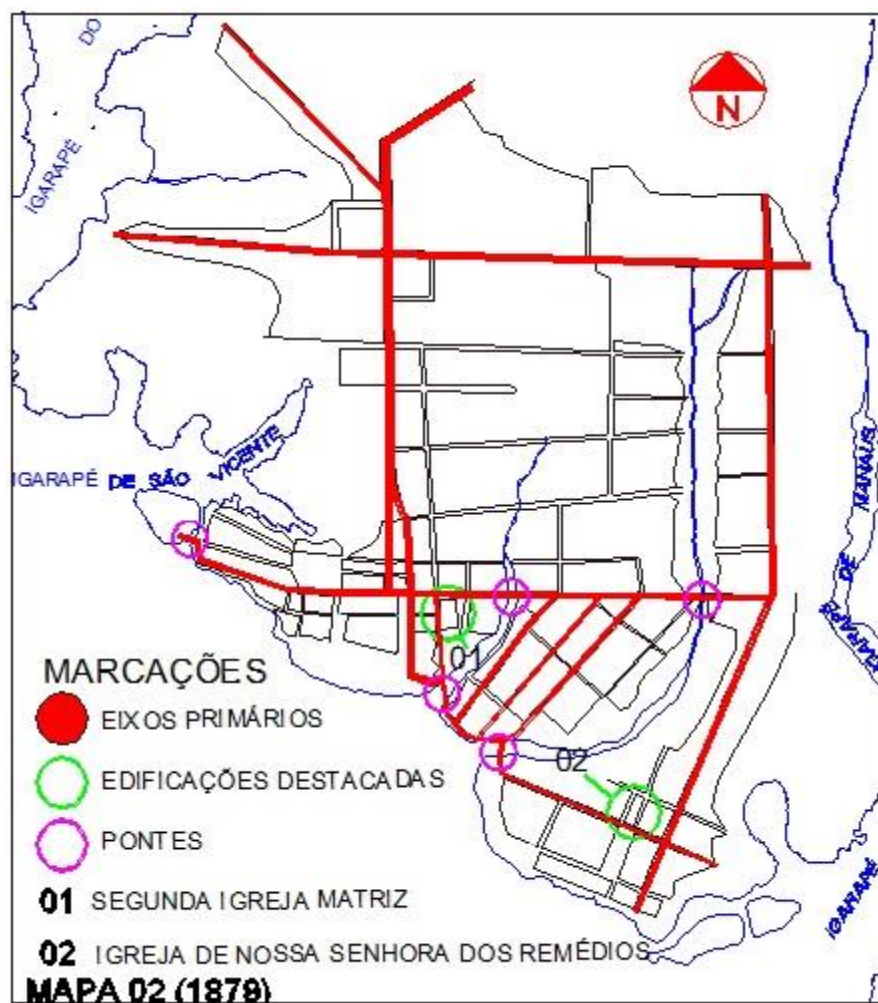 DO
IGARAPÉ
N
IGARAPÉ DE SÃO VICENTE
MANAUS
DE
IGARAPÉ
01
MARCAÇÕES
EIXOS PRIMÁRIOS
02
EDIFICAÇÕES DESTACADAS
PONTES
01 SEGUNDA IGREJA MATRIZ
IGARAPÉ
02 IGREJA DE NOSSA SENHORA DOS REMÉDIOS
MAPA 02 (1879)